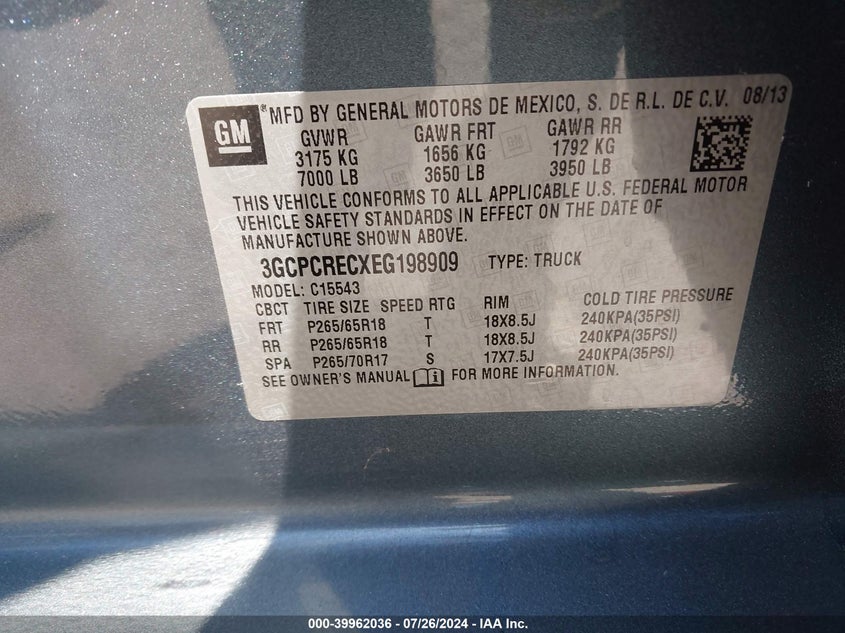 GM
® MFD BY GENERAL MOTORS DE MEXICO, S. DE R.L. DE C.V. 08/13
GVWR GAWR FRT GAWR RR
3175 KG 1656 KG 1792 KG
7000 LB 3650 LB 3950 LB
THIS VEHICLE CONFORMS TO ALL APPLICABLE U.S. FEDERAL MOTOR
VEHICLE SAFETY STANDARDS IN EFFECT ON THE DATE OF
MANUFACTURE SHOWN ABOVE.
3GCPCRECXEG198909 TYPE: TRUCK
MODEL: C15543
CBCT TIRE SIZE SPEED RTG RIM COLD TIRE PRESSURE
FRT P265/65R18 T 18X8.5J 240KPA(35PSI)
RR P265/65R18 T 18X8.5J 240KPA(35PSI)
SPA P265/70R17 S 17X7.5J 240KPA(35PSI)
SEE OWNER'S MANUAL FOR MORE INFORMATION.
000-39962036 - 07/26/2024 - IAA Inc.